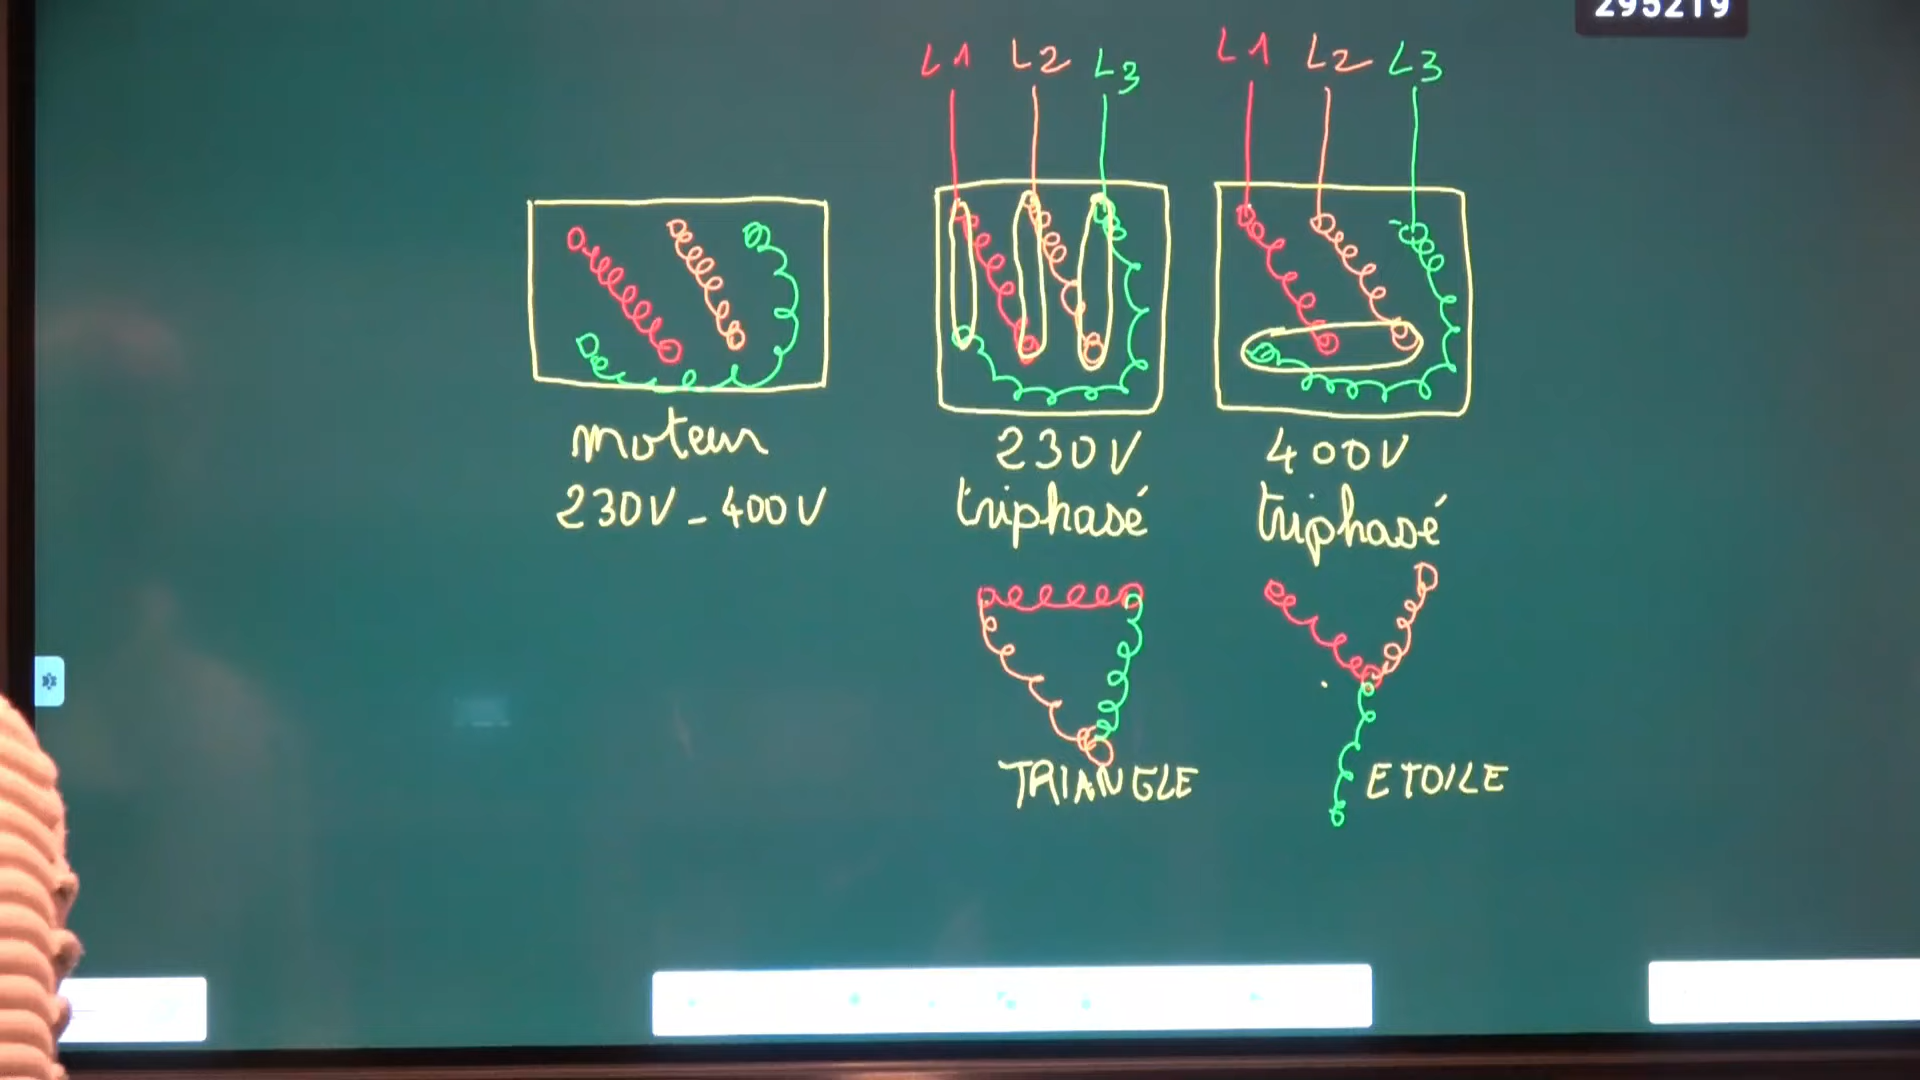 295219
L1 L2 L3
L1 L2 L3
moteur
230V - 400V
230V
triphasé
400V
triphasé
TRIANGLE
ETOILE